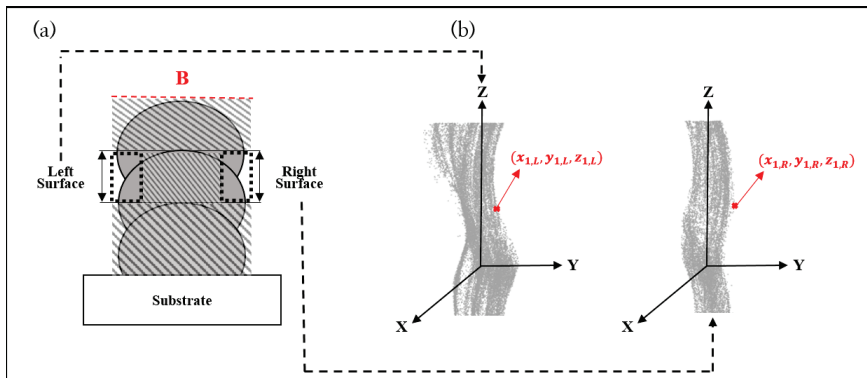 (a)
(b)
B
Left
Surface
Right
Surface
Substrate
Z
(x1,L, y1,L, z1,L)
Y
X
Z
(x1,R, y1,R, z1,R)
Y
X